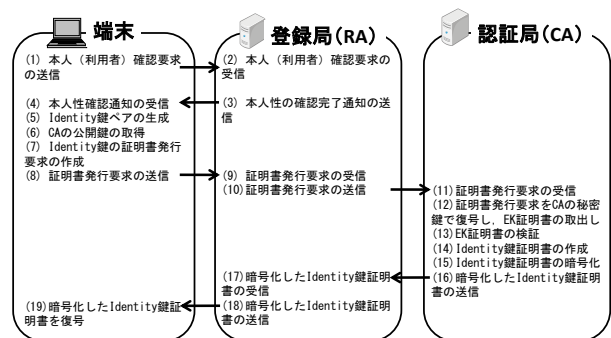 端末
(1) 本人（利用者）確認要求
の送信
(4) 本人性確認通知の受信
(5) Identity鍵ペアの生成
(6) CAの公開鍵の取得
(7) Identity鍵の証明書発行
要求の作成
(8) 証明書発行要求の送信
(19)暗号化したIdentity鍵証
明書を復号
登録局(RA)
(2) 本人（利用者）確認要求の
受信
(3) 本人性の確認完了通知の送
信
(9) 証明書発行要求の受信
(10)証明書発行要求の送信
(17)暗号化したIdentity鍵証明
書の受信
(18)暗号化したIdentity鍵証明
書の送信
認証局(CA)
(11)証明書発行要求の受信
(12)証明書発行要求をCAの秘密
鍵で復号し，EK証明書の取出し
(13)EK証明書の検証
(14)Identity鍵証明書の作成
(15)Identity鍵証明書の暗号化
(16)暗号化したIdentity鍵証明
書の送信